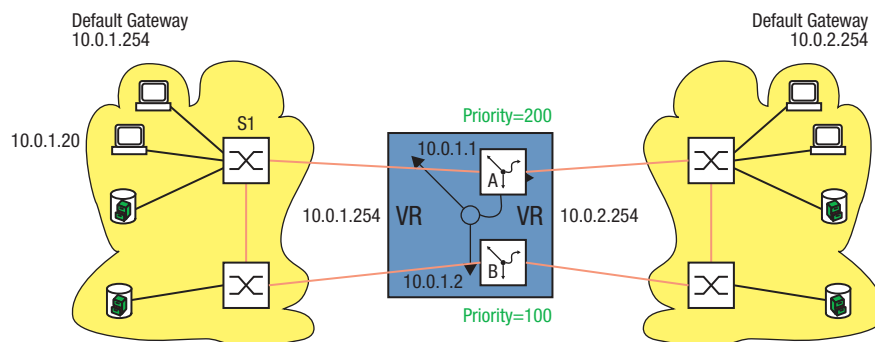 Default Gateway
10.0.1.254
Default Gateway
10.0.2.254
Priority=200
S1
10.0.1.20
10.0.1.1
A
10.0.1.254
VR
VR
10.0.2.254
B
10.0.1.2
Priority=100